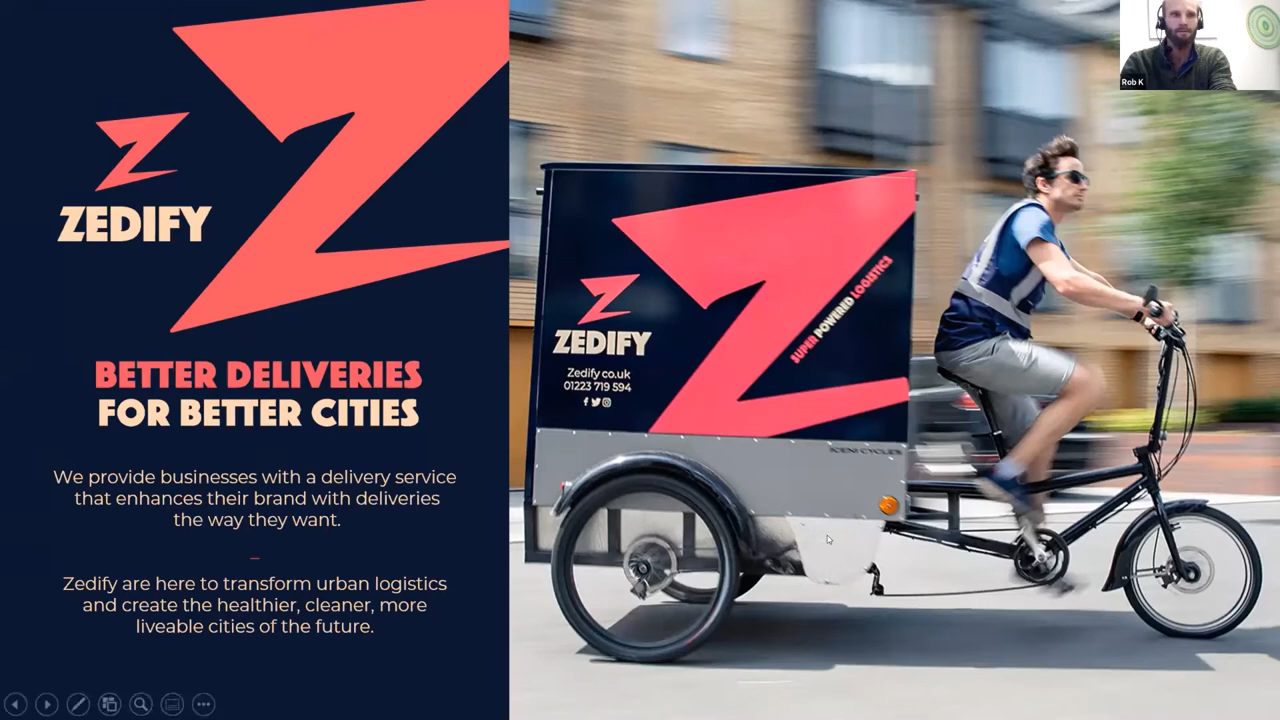 ZEDIFY
BETTER DELIVERIES
FOR BETTER CITIES
We provide businesses with a delivery service
that enhances their brand with deliveries
the way they want.
Zedify are here to transform urban logistics
and create the healthier, cleaner, more
liveable cities of the future.
ZEDIFY
Zedify.co.uk
01223 719 594
SUPER POWERED LOGISTICS
ICENI CYCLES
Rob K